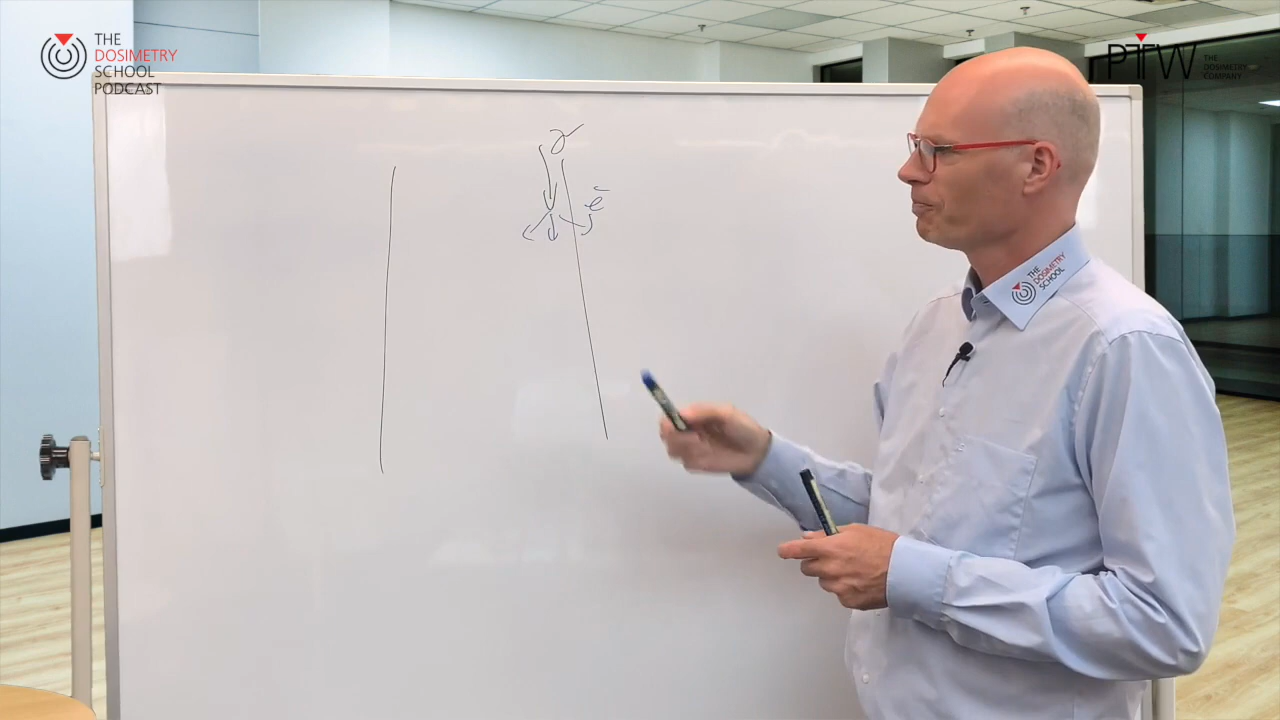 THE
DOSIMETRY
SCHOOL
PODCAST
PTW
THE
DOSIMETRY
COMPANY
γ
e⁻
THE
DOSIMETRY
SCHOOL